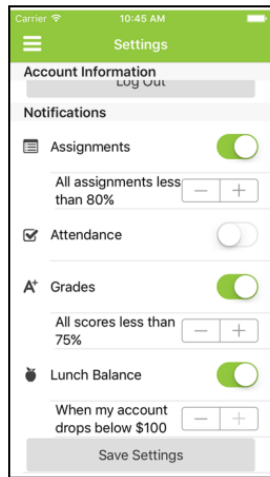 Carrier 10:45 AM
Settings
Account Information
Log Out
Notifications
Assignments
All assignments less
than 80%
Attendance
A+ Grades
All scores less than
75%
Lunch Balance
When my account
drops below $100
Save Settings